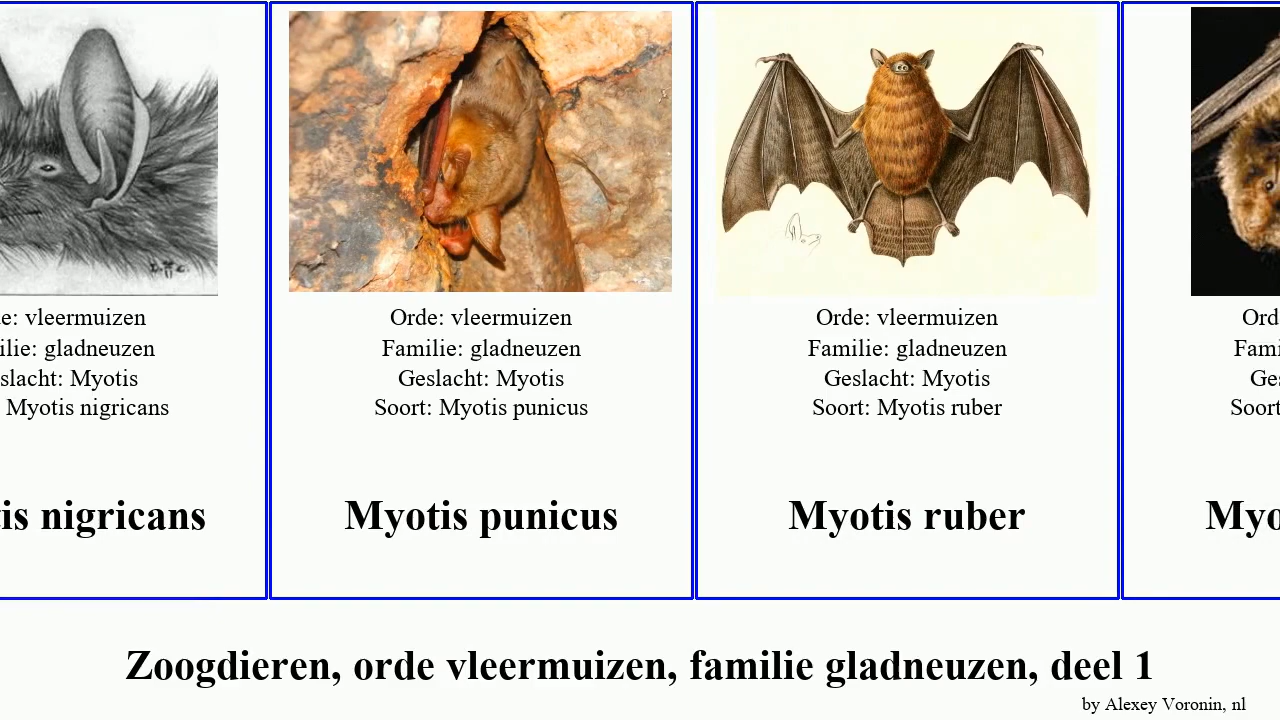 e: vleermuizen
ilie: gladneuzen
slacht: Myotis
Myotis nigricans
tis nigricans
Orde: vleermuizen
Familie: gladneuzen
Geslacht: Myotis
Soort: Myotis punicus
Myotis punicus
Orde: vleermuizen
Familie: gladneuzen
Geslacht: Myotis
Soort: Myotis ruber
Myotis ruber
Ord
Fami
Ges
Soort
Myo
Zoogdieren, orde vleermuizen, familie gladneuzen, deel 1
by Alexey Voronin, nl